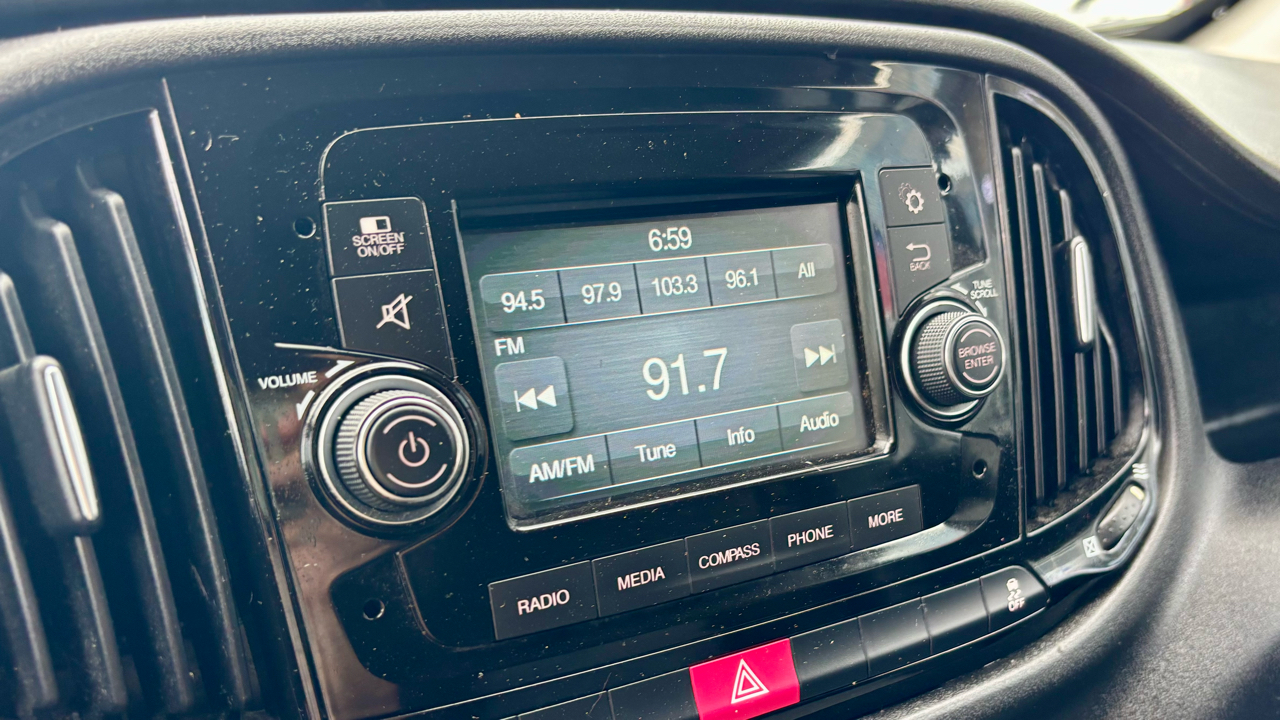 SCREEN
ON/OFF
VOLUME
6:59
94.5 97.9 103.3 96.1 All
FM
91.7
AM/FM Tune Info Audio
BACK
TUNE
SCROLL
BROWSE
ENTER
RADIO MEDIA COMPASS PHONE MORE
OFF